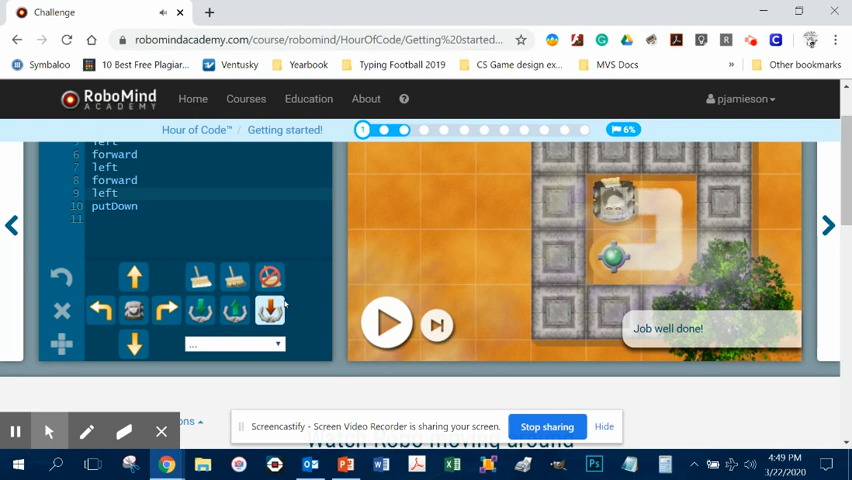 Challenge
robomindacademy.com/course/robomind/HourOfCode/Getting%20started...
Symbaloo
10 Best Free Plagiar...
Ventusky
Yearbook
Typing Football 2019
CS Game design ex...
MVS Docs
»
Other bookmarks
ROBOMIND
ACADEMY
Home
Courses
Education
About
pjamieson
Hour of Code™
/
Getting started!
1
6%
5 left
6 forward
7 left
8 forward
9 left
10 putDown
11
...
Job well done!
Screencastify - Screen Video Recorder is sharing your screen.
Stop sharing
Hide
Watch Robo moving around
4:49 PM
3/22/2020